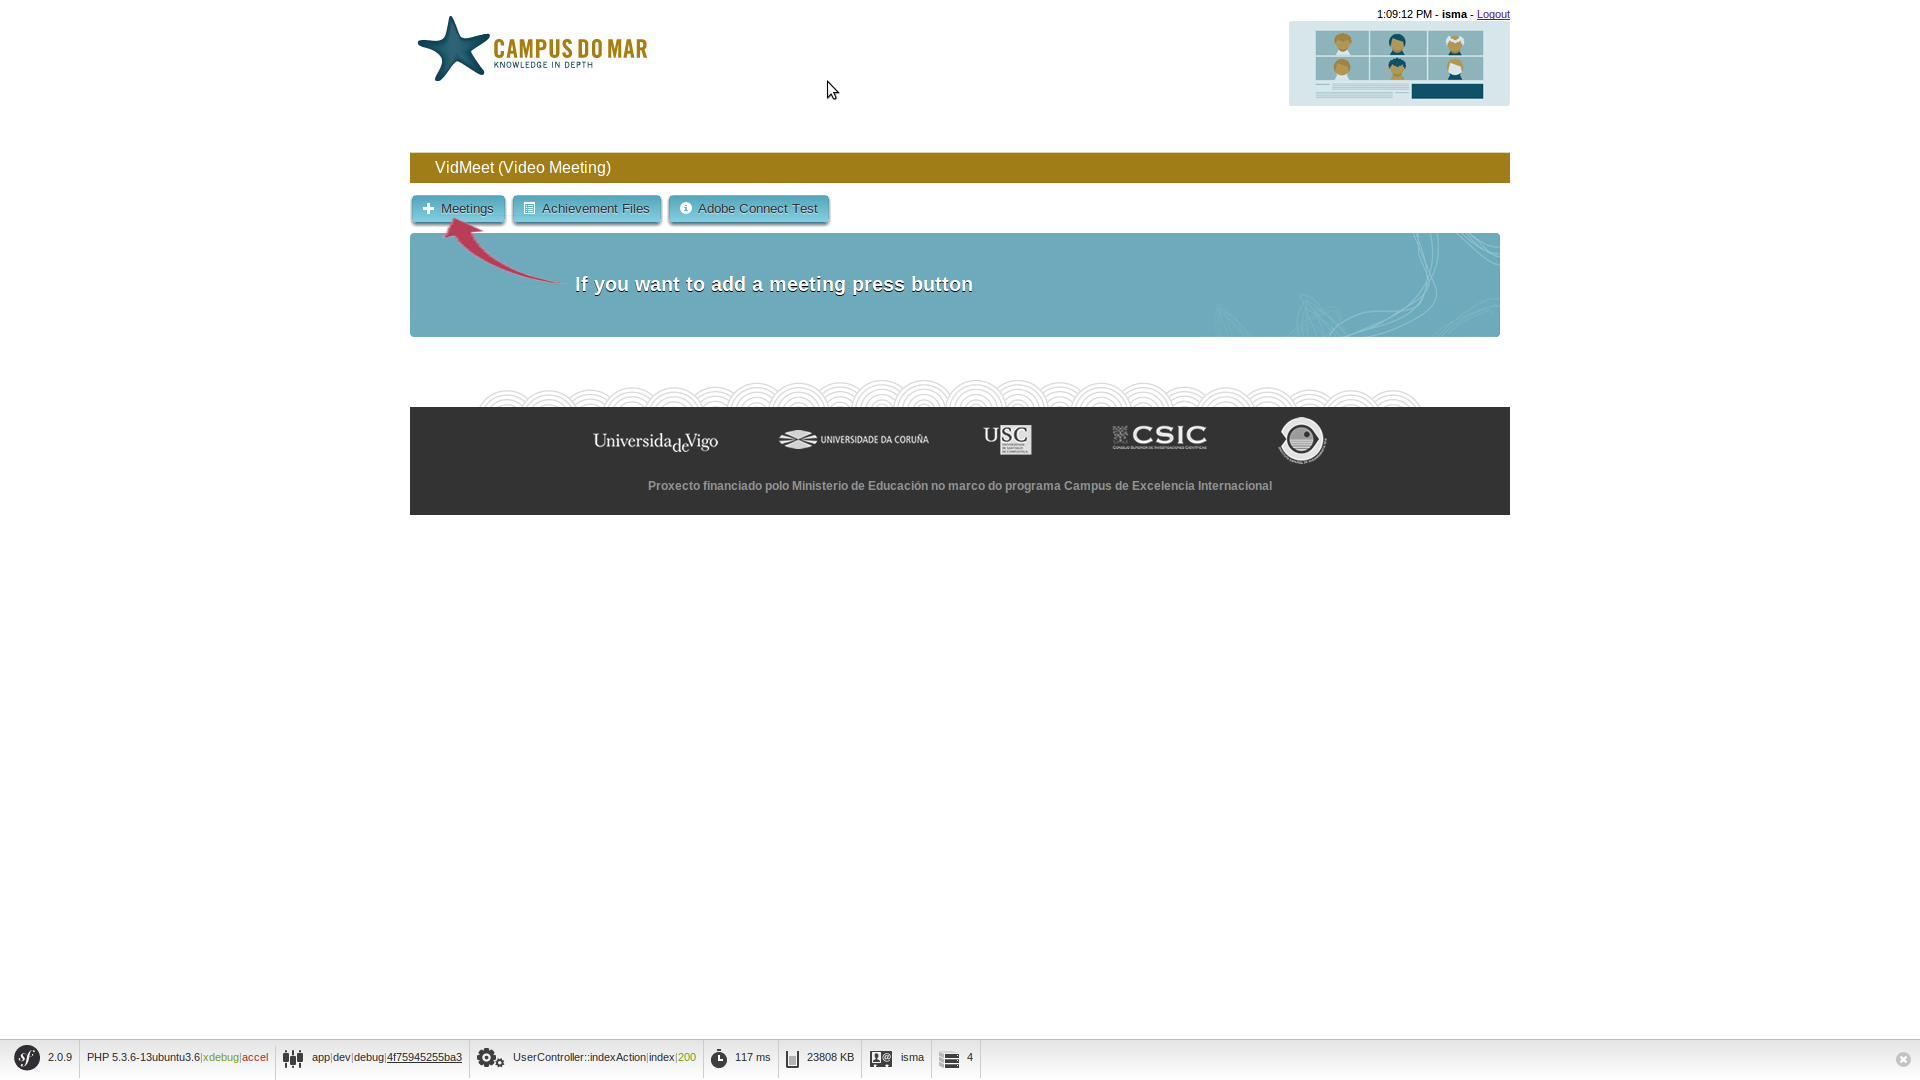 1:09:12 PM - isma - Logout
CAMPUS DO MAR
KNOWLEDGE IN DEPTH
VidMeet (Video Meeting)
Meetings
Achievement Files
Adobe Connect Test
If you want to add a meeting press button
UniversidadeVigo
UNIVERSIDADE DA CORUÑA
USC
CSIC
Proxecto financiado polo Ministerio de Educación no marco do programa Campus de Excelencia Internacional
sf 2.0.9
PHP 5.3.6-13ubuntu3.6|xdebug|accel
app|dev|debug|4f75945255ba3
UserController::indexAction|index|200
117 ms
23808 KB
isma
4